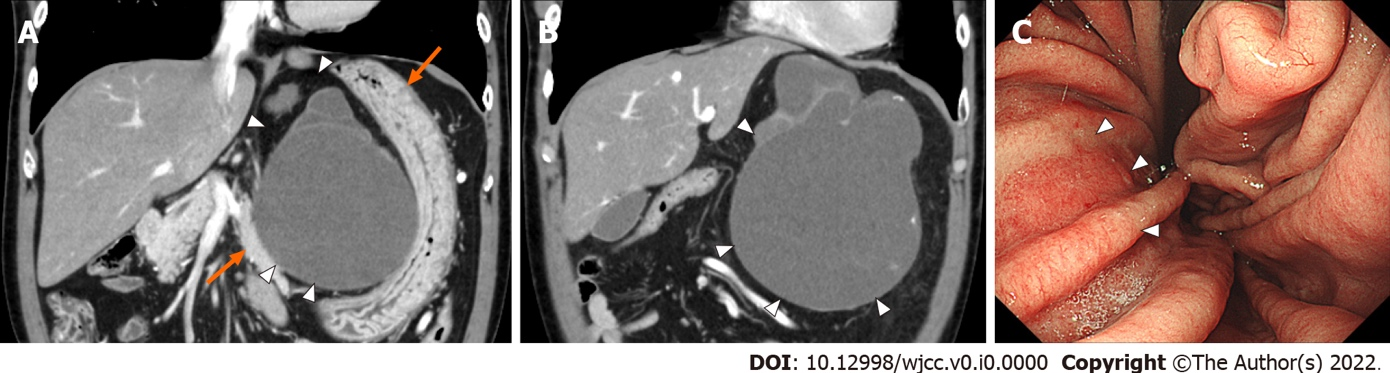 A
B
C
DOI: 10.12998/wjcc.v0.i0.0000 Copyright ©The Author(s) 2022.